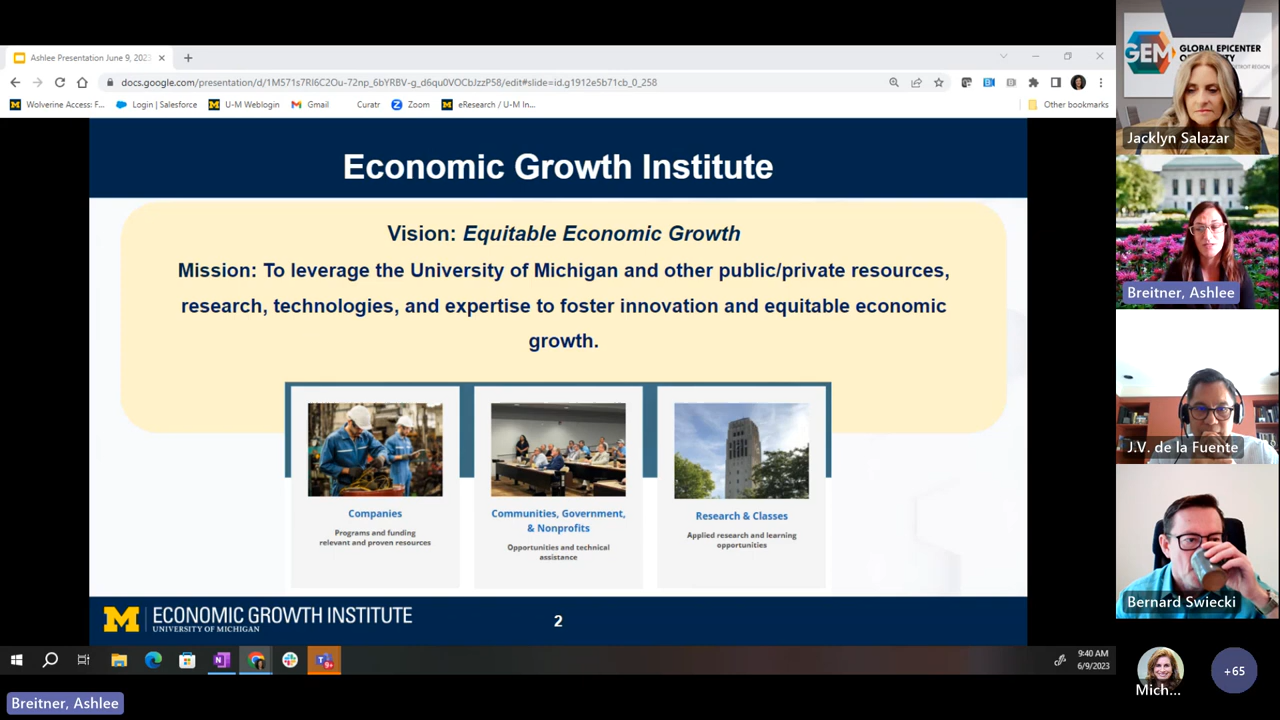 Ashlee Presentation June 9, 2023
docs.google.com/presentation/d/1M571s7Rl6C2Ou-72np_6bYRBV-g_d6qu0VOCbJzzP58/edit#slide=id.g1912e5b71cb_0_258
Wolverine Access: F...
Login | Salesforce
U-M Weblogin
Gmail
Curatr
Zoom
eResearch / U-M In...
Other bookmarks
Economic Growth Institute
Vision: Equitable Economic Growth
Mission: To leverage the University of Michigan and other public/private resources,
research, technologies, and expertise to foster innovation and equitable economic
growth.
Companies
Programs and funding
relevant and proven resources
Communities, Government,
& Nonprofits
Opportunities and technical
assistance
Research & Classes
Applied research and learning
opportunities
M ECONOMIC GROWTH INSTITUTE
UNIVERSITY OF MICHIGAN
2
9:40 AM
6/9/2023
Breitner, Ashlee
GEM GLOBAL EPICENTER
DETROIT REGION
Jacklyn Salazar
Breitner, Ashlee
J.V. de la Fuente
Bernard Swiecki
Mich...
+65